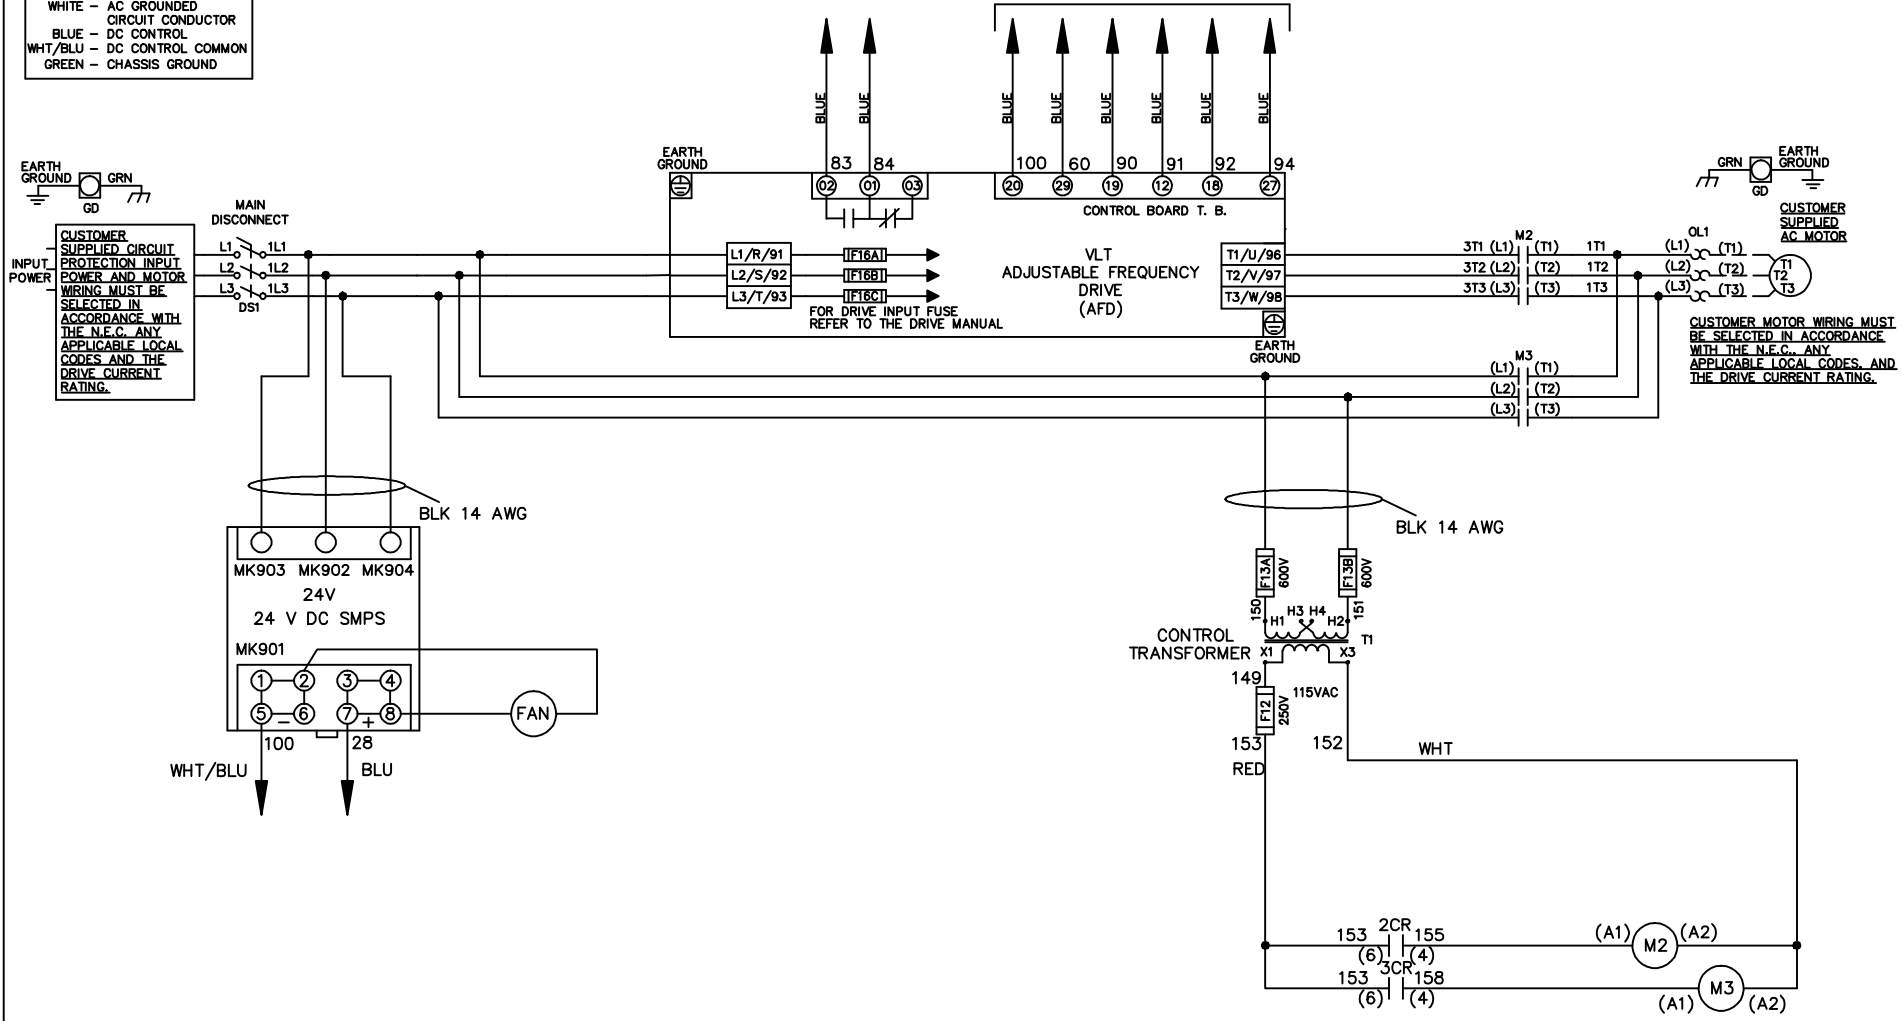 WHITE – AC GROUNDED
CIRCUIT CONDUCTOR
BLUE – DC CONTROL
WHT/BLU – DC CONTROL COMMON
GREEN – CHASSIS GROUND
BLUE
BLUE
BLUE
BLUE
BLUE
BLUE
BLUE
BLUE
EARTH
GROUND
GRN
GD
MAIN
DISCONNECT
INPUT
POWER
CUSTOMER
SUPPLIED CIRCUIT
PROTECTION INPUT
POWER AND MOTOR
WIRING MUST BE
SELECTED IN
ACCORDANCE WITH
THE N.E.C. ANY
APPLICABLE LOCAL
CODES AND THE
DRIVE CURRENT
RATING.
L1 1L1
L2 1L2
L3 1L3
DS1
EARTH
GROUND
83 84
02 01 03
100 60 90 91 92 94
20 29 19 12 18 27
CONTROL BOARD T. B.
L1/R/91 F16A
L2/S/92 F16B
L3/T/93 F16C
FOR DRIVE INPUT FUSE
REFER TO THE DRIVE MANUAL
VLT
ADJUSTABLE FREQUENCY
DRIVE
(AFD)
T1/U/96
T2/V/97
T3/W/98
EARTH
GROUND
M2
3T1 (L1) (T1) 1T1
3T2 (L2) (T2) 1T2
3T3 (L3) (T3) 1T3
M3
(L1) (T1)
(L2) (T2)
(L3) (T3)
GRN
EARTH
GROUND
GD
CUSTOMER
SUPPLIED
AC MOTOR
OL1
(L1) (T1)
(L2) (T2)
(L3) (T3)
T1
T2
T3
CUSTOMER MOTOR WIRING MUST
BE SELECTED IN ACCORDANCE
WITH THE N.E.C., ANY
APPLICABLE LOCAL CODES, AND
THE DRIVE CURRENT RATING.
BLK 14 AWG
MK903 MK902 MK904
24V
24 V DC SMPS
MK901
1 2 3 4
5 – 6 7 + 8
FAN
100 28
WHT/BLU BLU
BLK 14 AWG
F13A 600V
F13B 600V
150 151
H1 H3 H4 H2
T1
CONTROL
TRANSFORMER
X1 X3
149
115VAC
F12 250V
153 152
RED
WHT
2CR
153 155
(6) (4)
(A1) M2 (A2)
3CR
153 158
(6) (4)
(A1) M3 (A2)